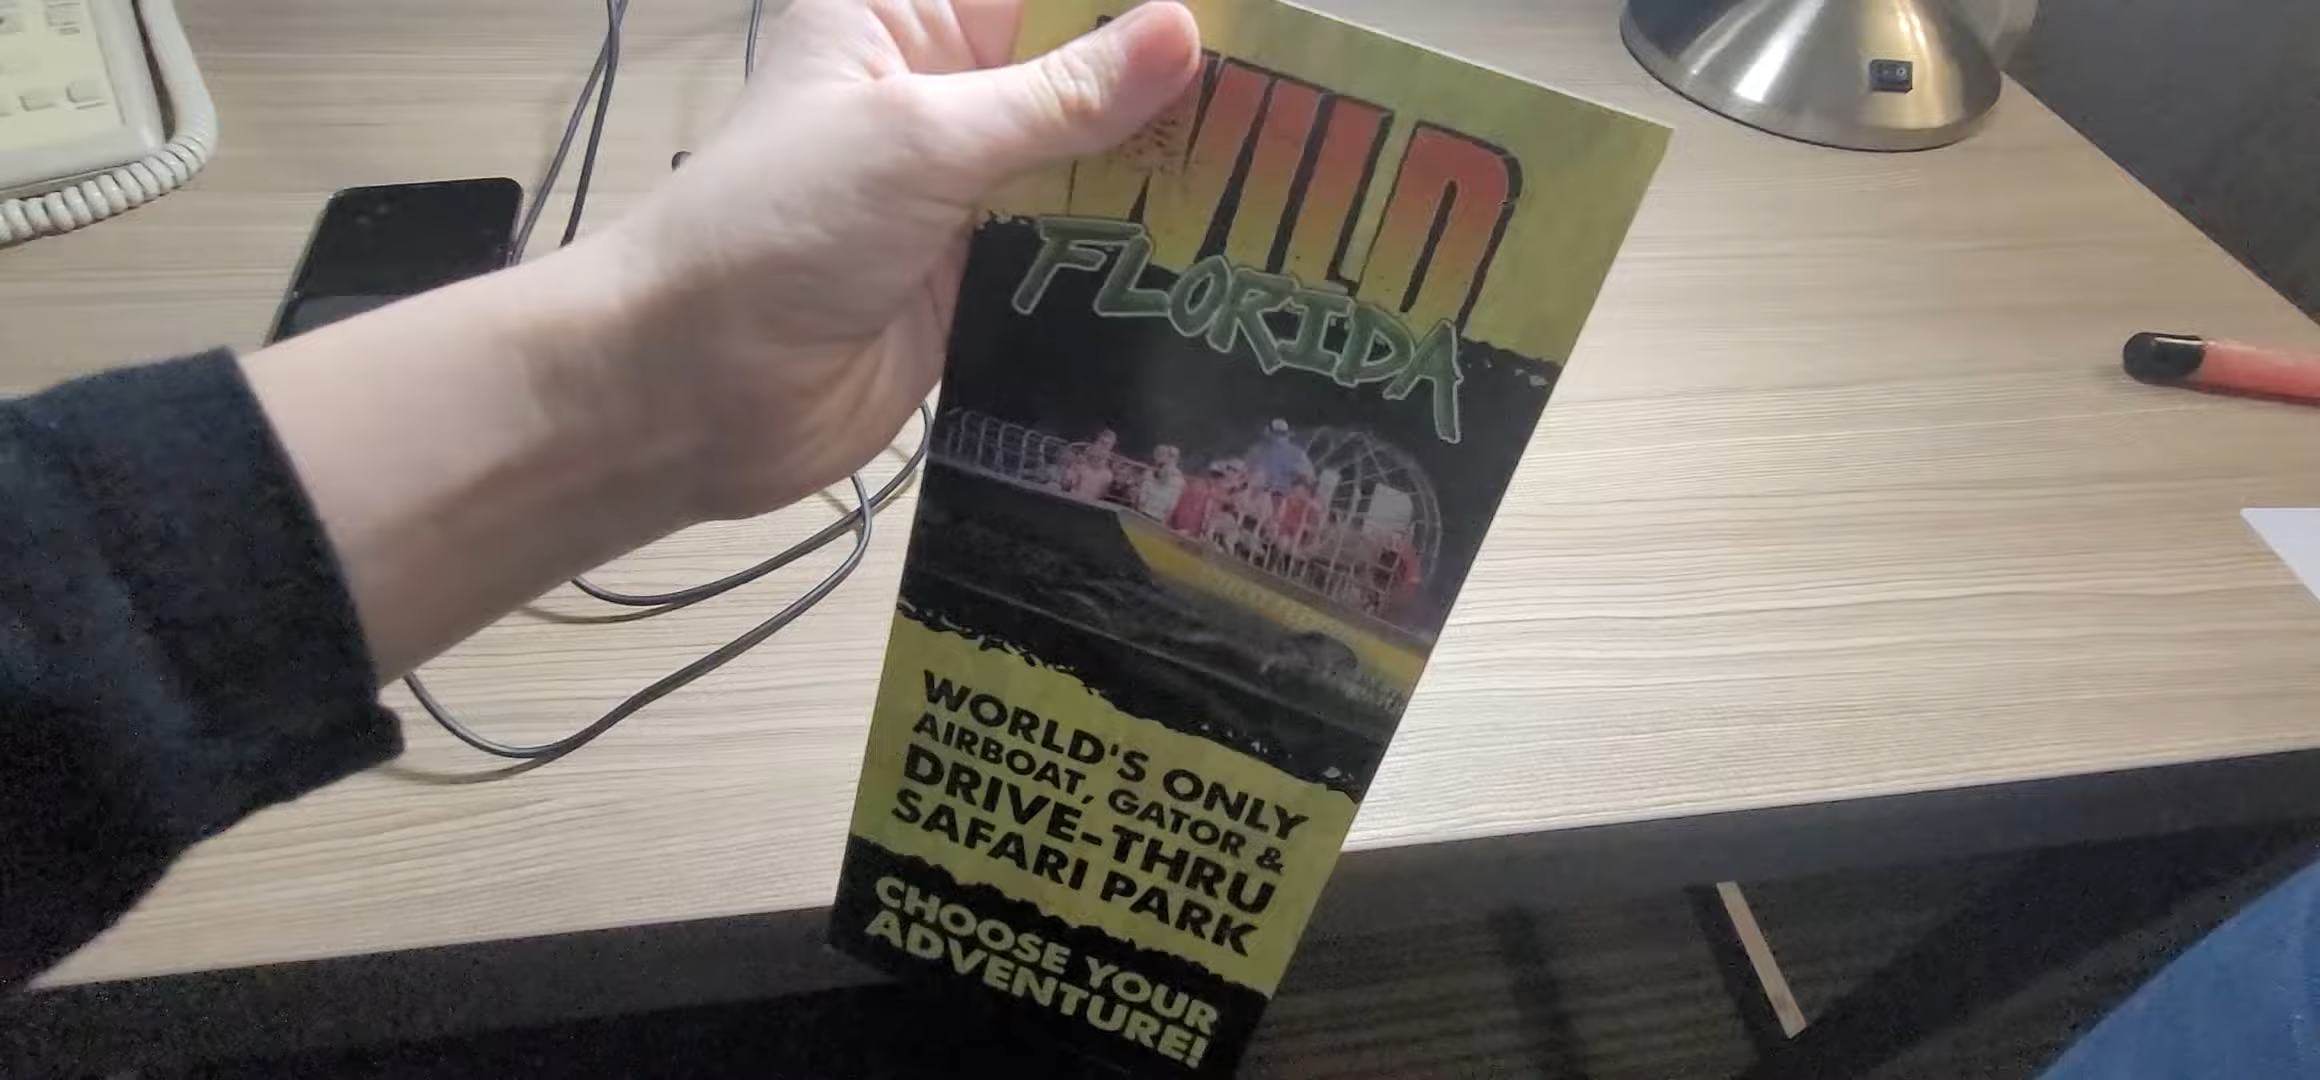 WILD
FLORIDA
WORLD'S ONLY
AIRBOAT, GATOR &
DRIVE-THRU
SAFARI PARK
CHOOSE YOUR
ADVENTURE!